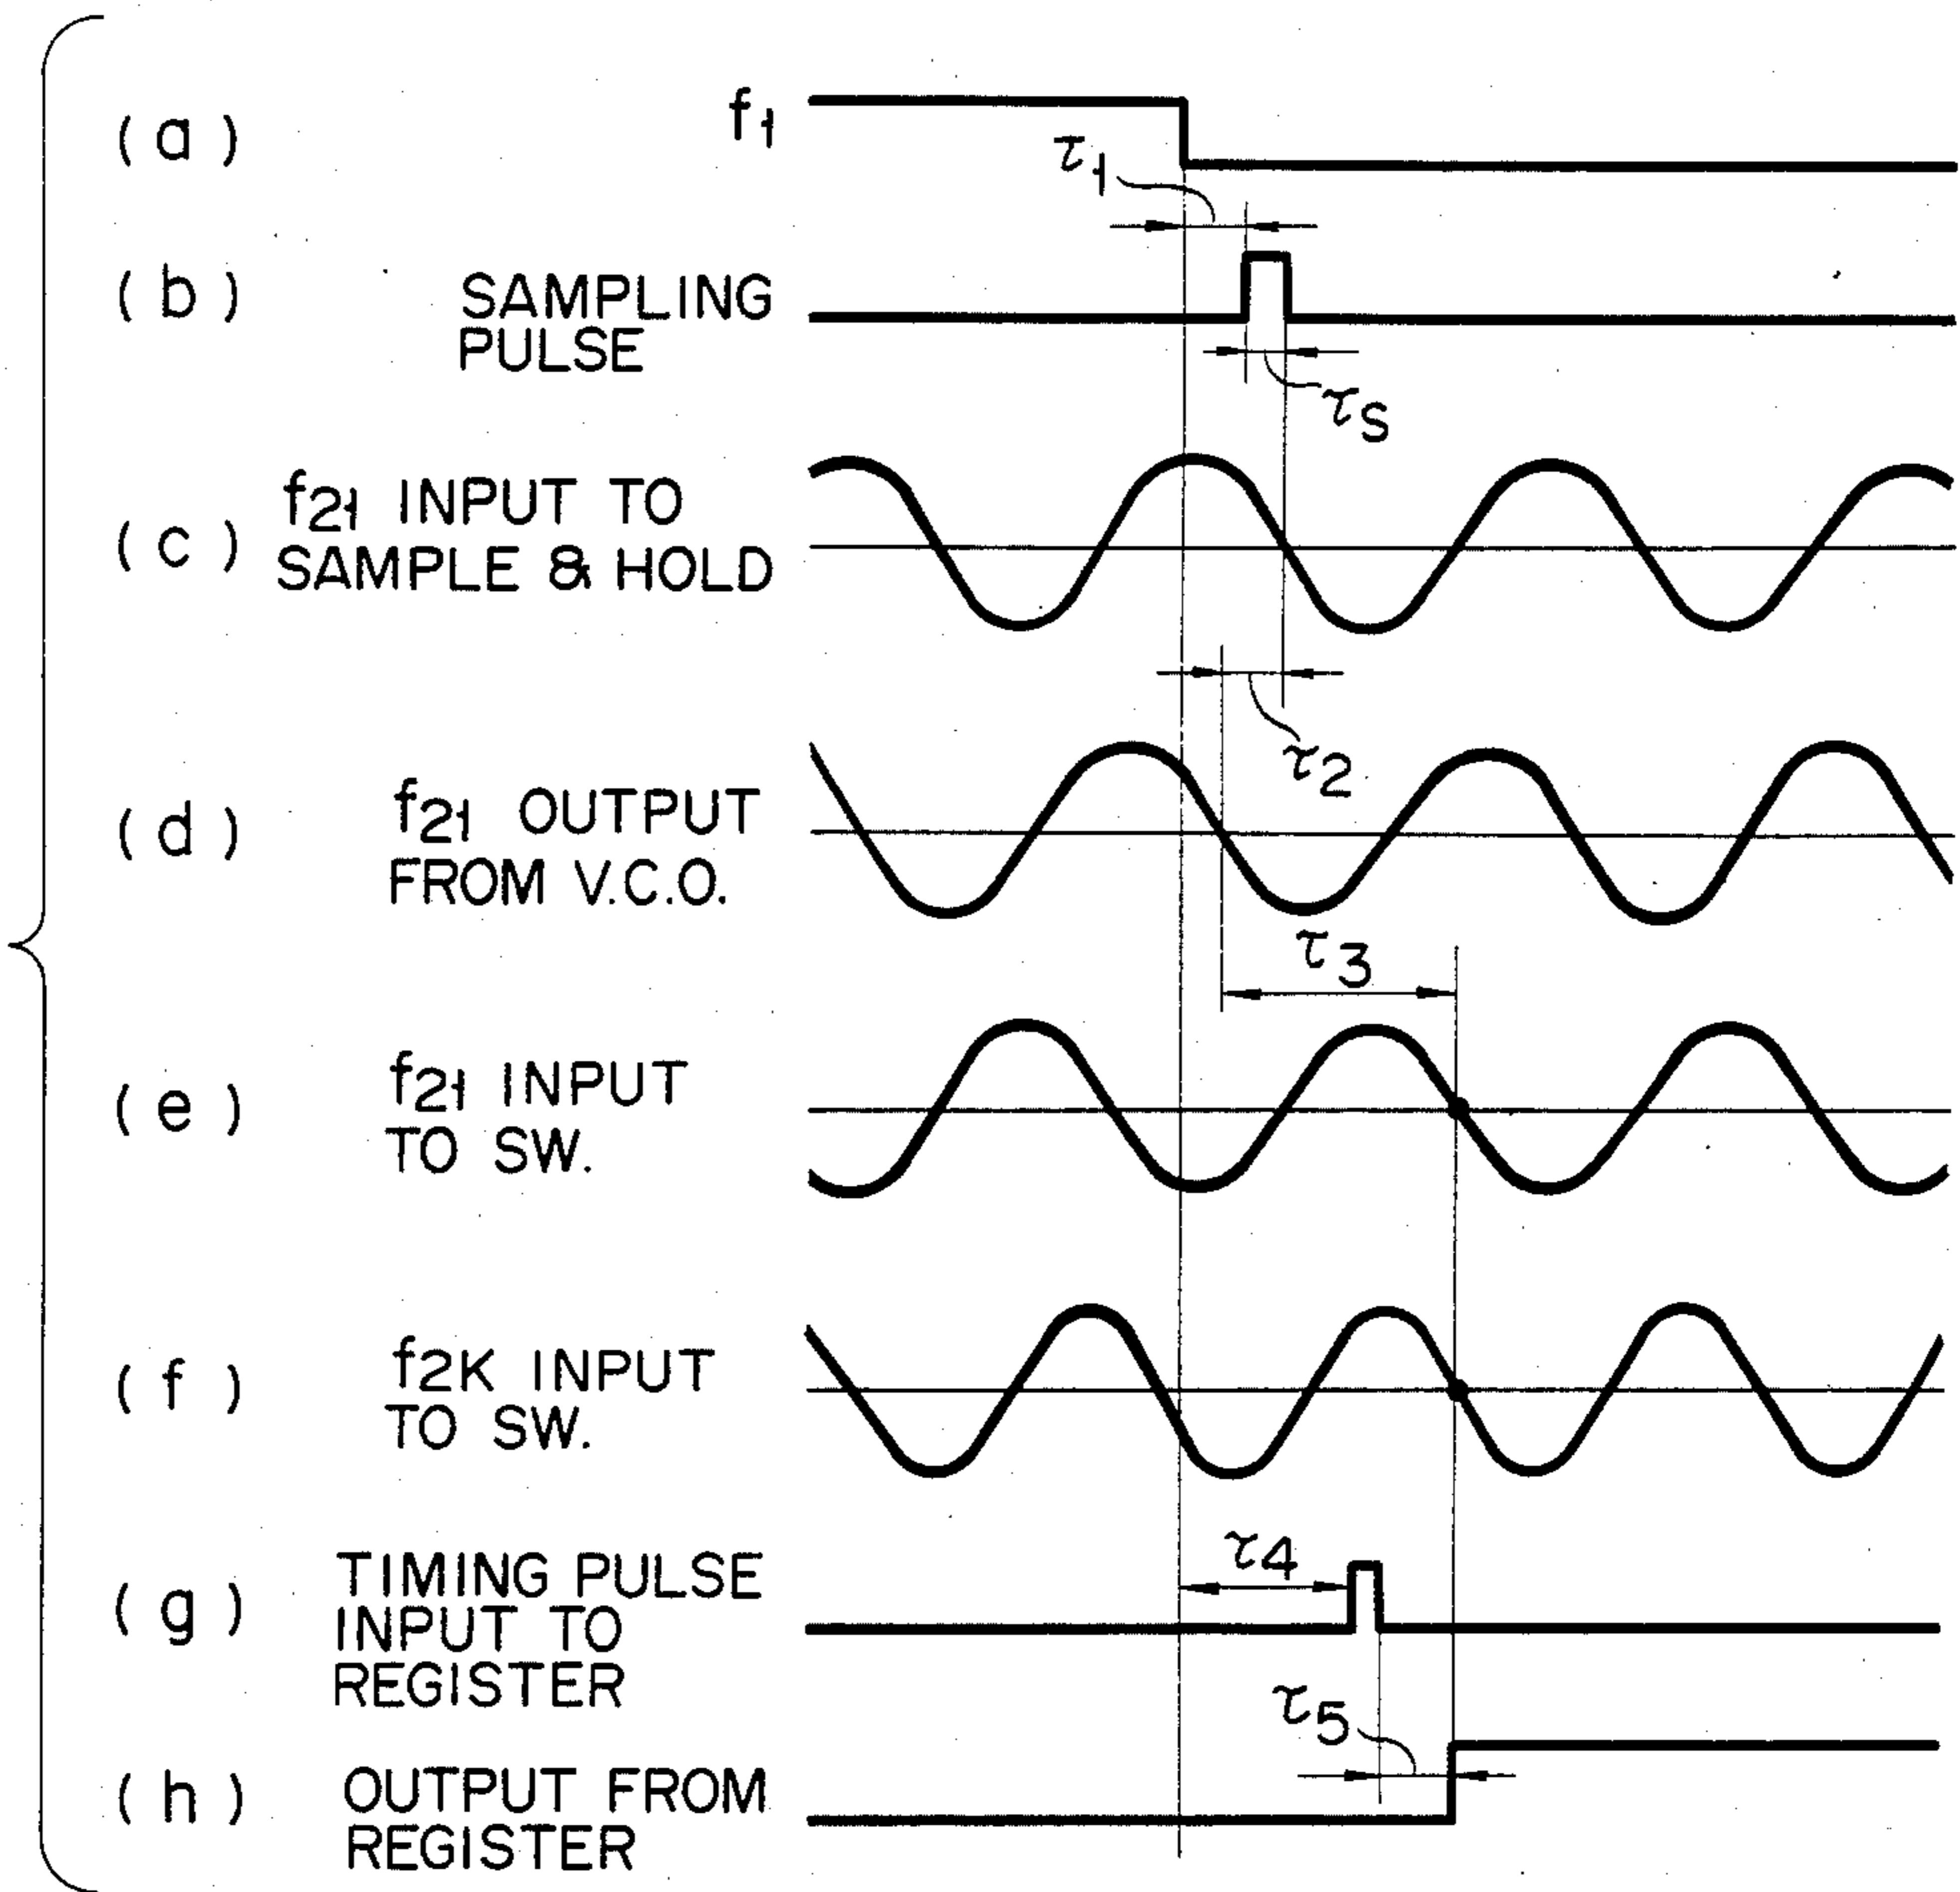 (a) f1
τ1
(b) SAMPLING
PULSE
τS
(c) f21 INPUT TO
SAMPLE & HOLD
τ2
(d) f21 OUTPUT
FROM V.C.O.
τ3
(e) f21 INPUT
TO SW.
(f) f2K INPUT
TO SW.
τ4
(g) TIMING PULSE
INPUT TO
REGISTER
τ5
(h) OUTPUT FROM
REGISTER